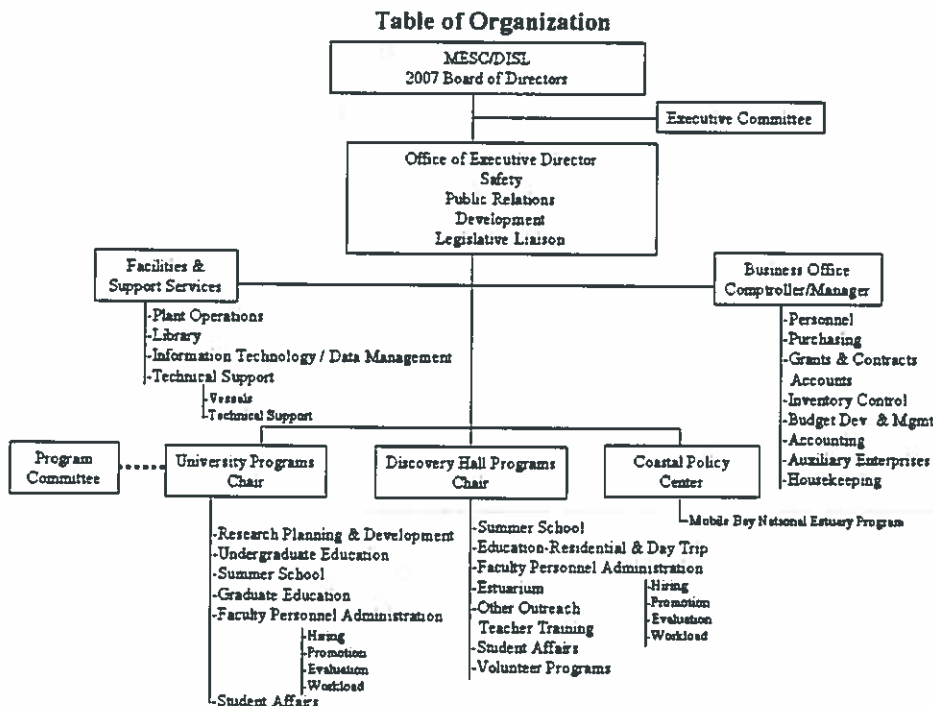 Table of Organization
MESC/DISL
2007 Board of Directors
Executive Committee
Office of Executive Director
Safety
Public Relations
Development
Legislative Liaison
Facilities &
Support Services
-Plant Operations
-Library
-Information Technology / Data Management
-Technical Support
-Vessels
-Technical Support
Business Office
Comptroller/Manager
-Personnel
-Purchasing
-Grants & Contracts
Accounts
-Inventory Control
-Budget Dev & Mgmt
-Accounting
-Auxiliary Enterprises
-Housekeeping
Program
Committee
University Programs
Chair
-Research Planning & Development
-Undergraduate Education
-Summer School
-Graduate Education
-Faculty Personnel Administration
-Hiring
-Promotion
-Evaluation
-Workload
-Student Affairs
Discovery Hall Programs
Chair
-Summer School
-Education-Residential & Day Trip
-Faculty Personnel Administration
-Hiring
-Promotion
-Evaluation
-Workload
-Estuarium
-Other Outreach
Teacher Training
-Student Affairs
-Volunteer Programs
Coastal Policy
Center
-Mobile Bay National Estuary Program